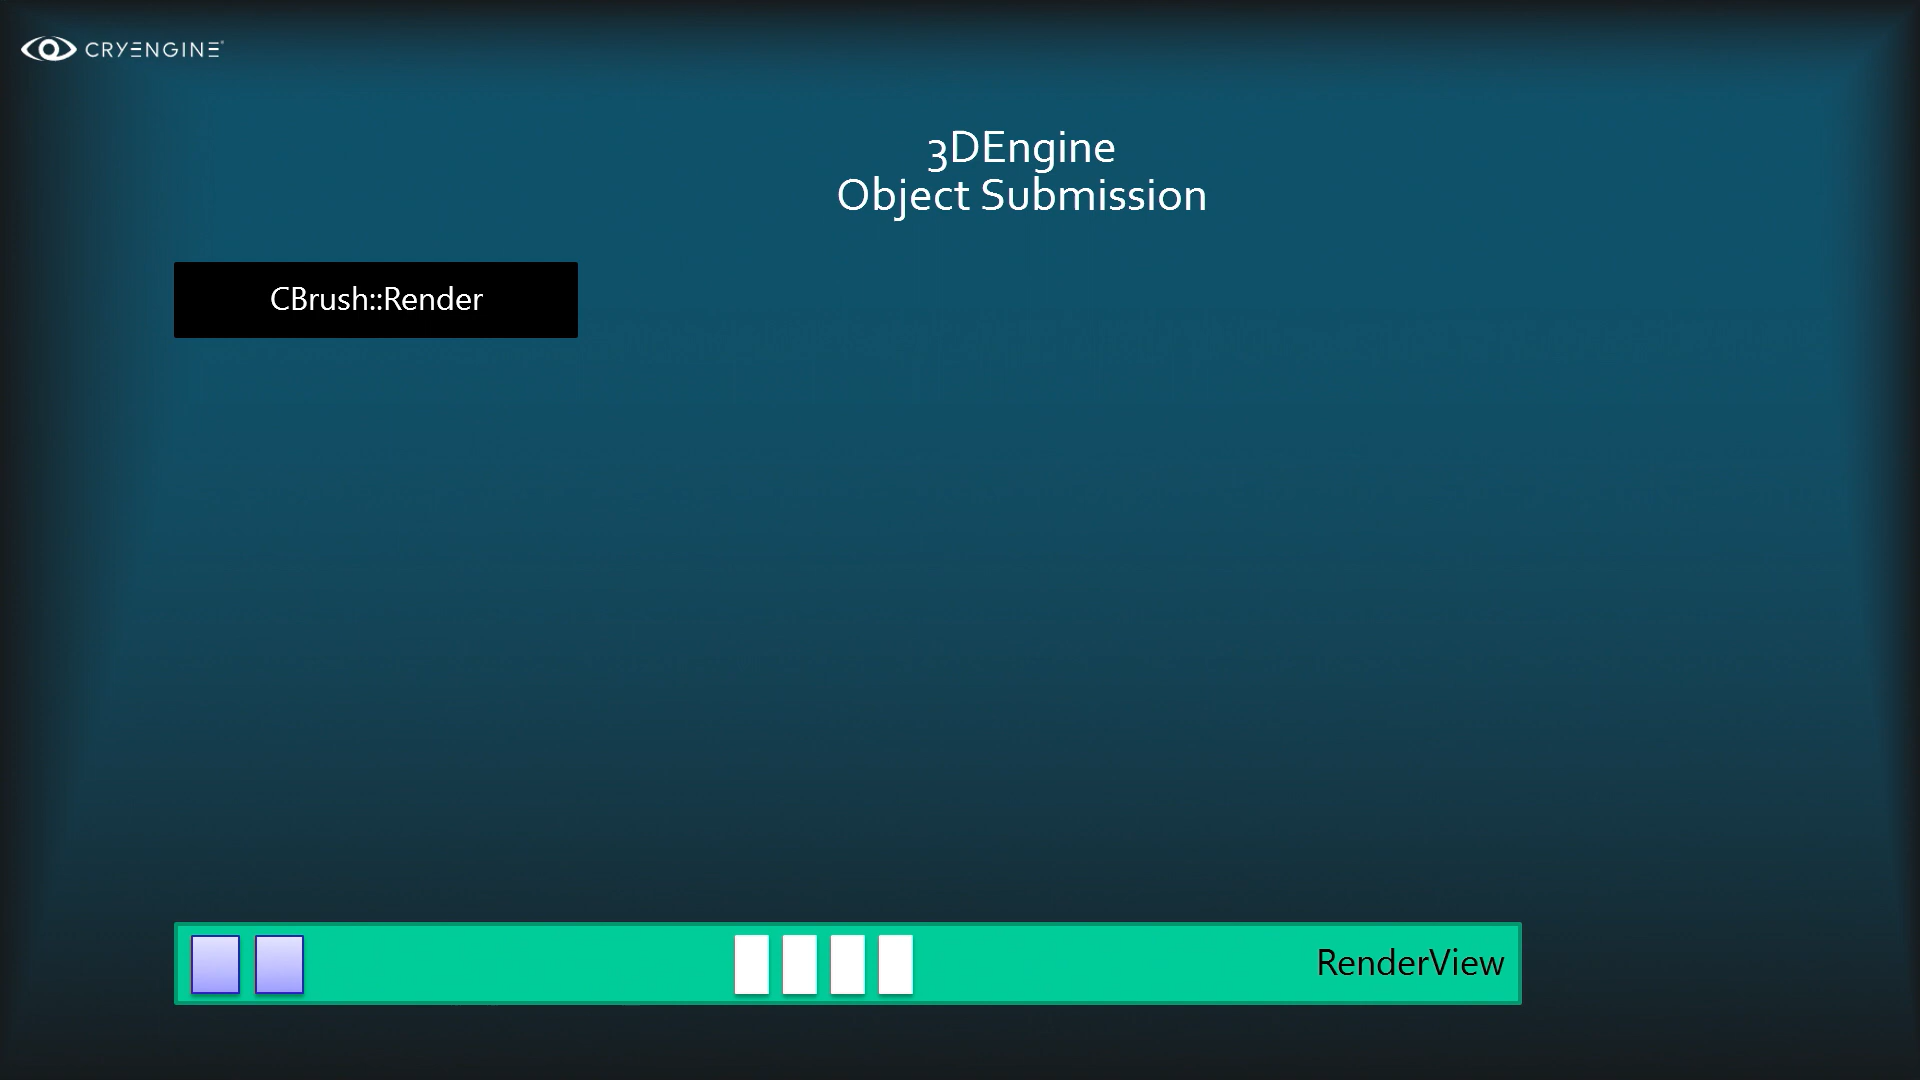 CRYENGINE®
3DEngine
Object Submission
CBrush::Render
RenderView